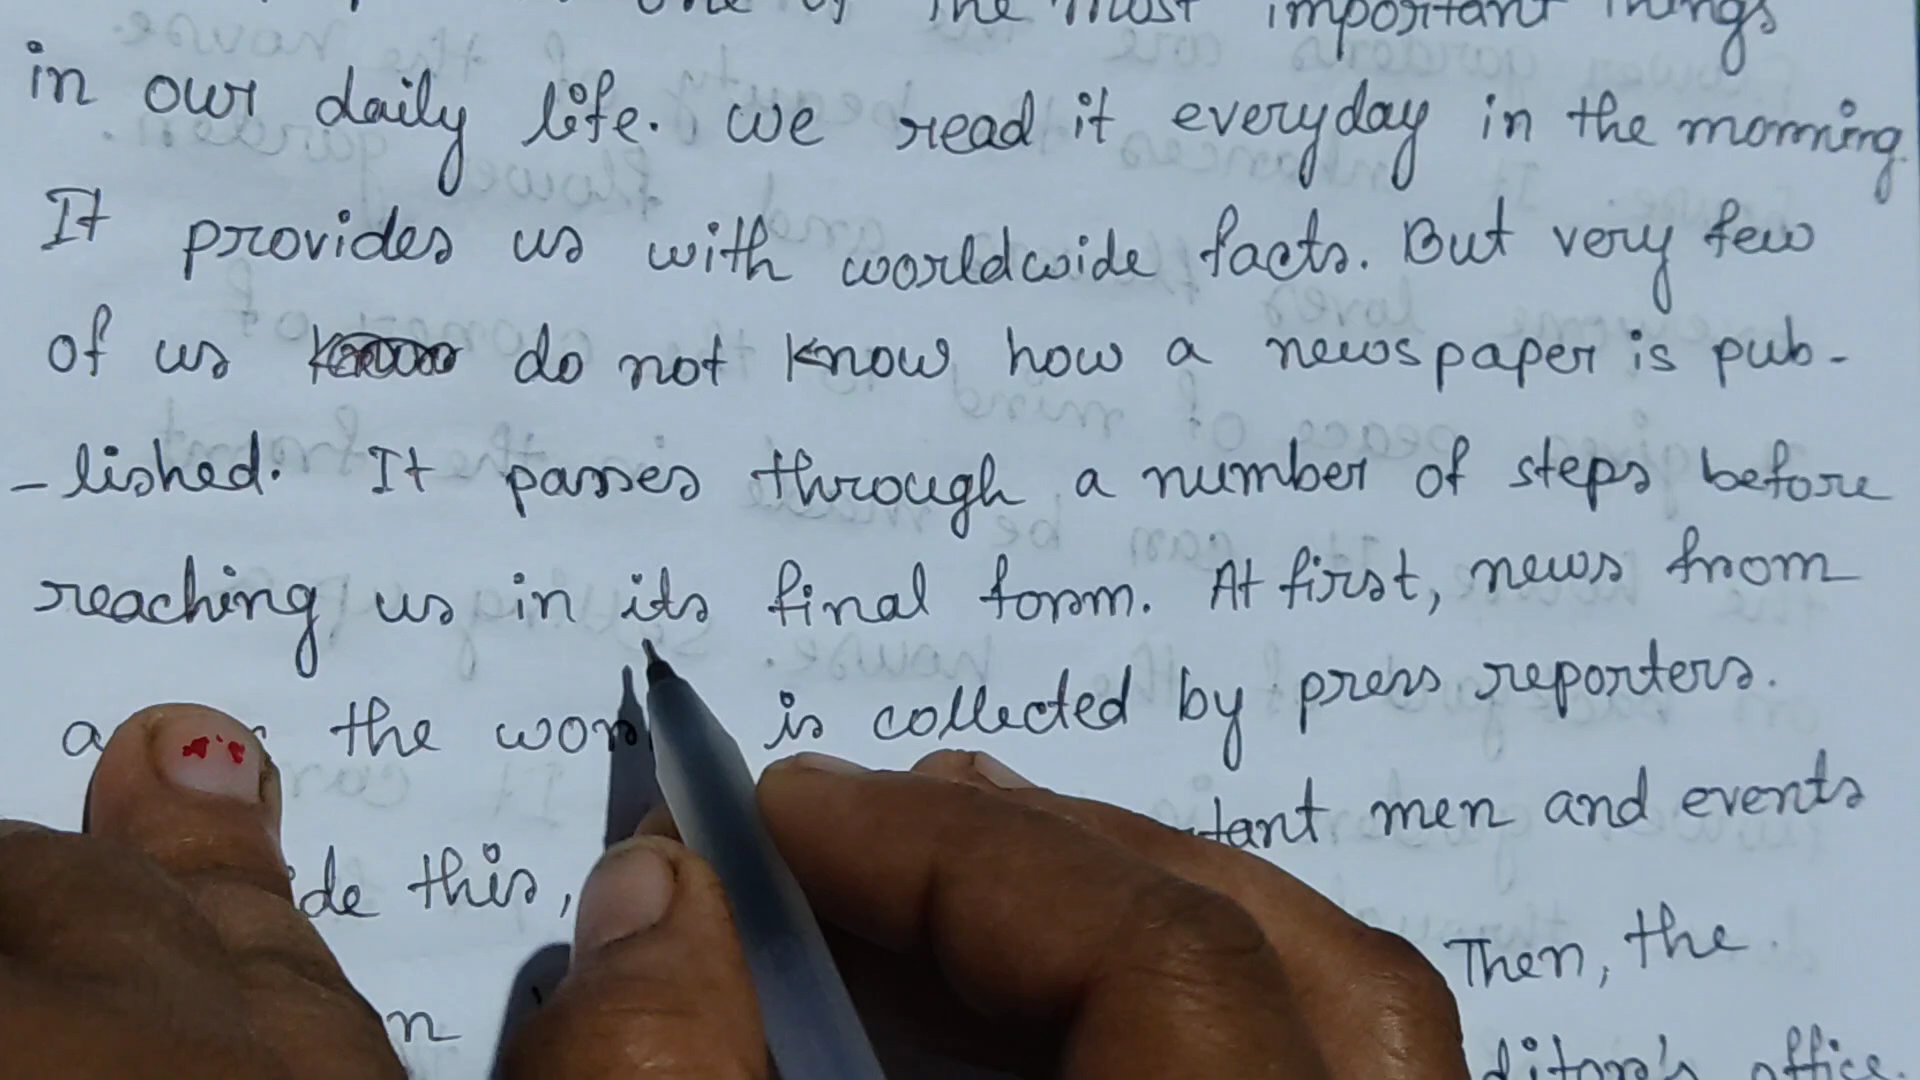 one of the most important things
in our daily life. We read it everyday in the morning.
It provides us with worldwide facts. But very few
of us do not know how a newspaper is pub-
-lished. It passes through a number of steps before
reaching us in its final form. At first, news from
the is collected by press reporters.
men and events
this,
Then, the
office.